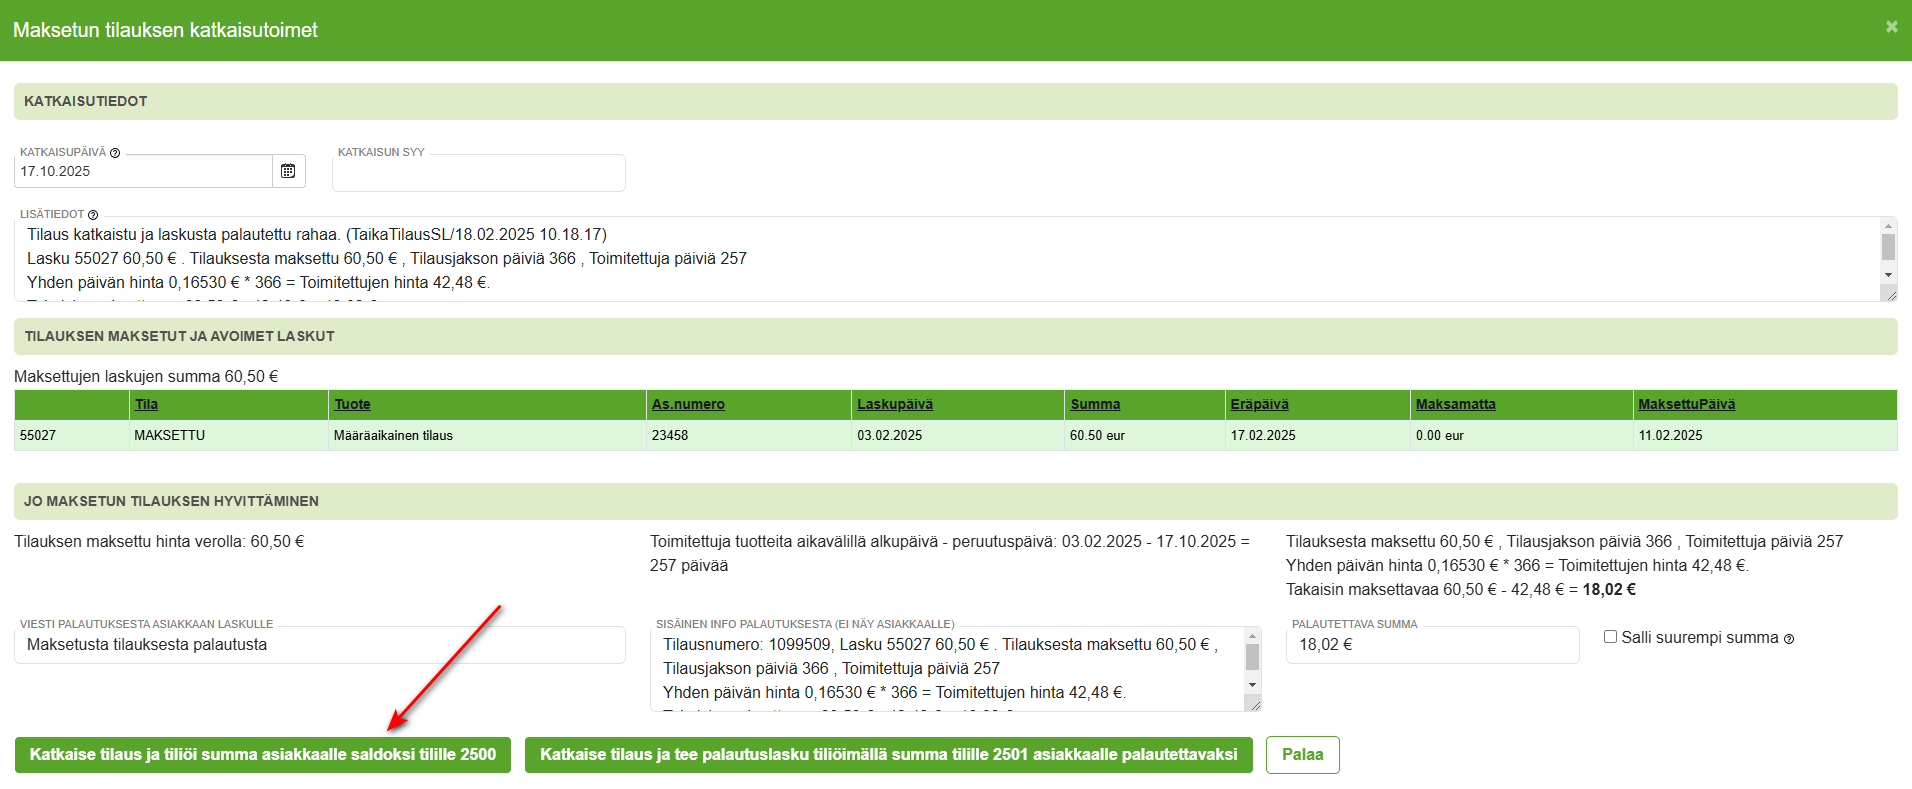 Maksetun tilauksen katkaisutoimet
KATKAISUTIEDOT
KATKAISUPÄIVÄ
17.10.2025
KATKAISUN SYY
LISÄTIEDOT
Tilaus katkaistu ja laskusta palautettu rahaa. (TaikaTilausSL/18.02.2025 10.18.17)
Lasku 55027 60,50 € . Tilauksesta maksettu 60,50 € , Tilausjakson päiviä 366 , Toimitettuja päiviä 257
Yhden päivän hinta 0,16530 € * 366 = Toimitettujen hinta 42,48 €.
TILAUKSEN MAKSETUT JA AVOIMET LASKUT
Maksettujen laskujen summa 60,50 €
Tila Tuote As.numero Laskupäivä Summa Eräpäivä Maksamatta MaksettuPäivä
55027 MAKSETTU Määräaikainen tilaus 23458 03.02.2025 60.50 eur 17.02.2025 0.00 eur 11.02.2025
JO MAKSETUN TILAUKSEN HYVITTÄMINEN
Tilauksen maksettu hinta verolla: 60,50 €
Toimitettuja tuotteita aikavälillä alkupäivä - peruutuspäivä: 03.02.2025 - 17.10.2025 =
257 päivää
Tilauksesta maksettu 60,50 € , Tilausjakson päiviä 366 , Toimitettuja päiviä 257
Yhden päivän hinta 0,16530 € * 366 = Toimitettujen hinta 42,48 €.
Takaisin maksettavaa 60,50 € - 42,48 € = 18,02 €
VIESTI PALAUTUKSESTA ASIAKKAAN LASKULLE
Maksetusta tilauksesta palautusta
SISÄINEN INFO PALAUTUKSESTA (EI NÄY ASIAKKAALLE)
Tilausnumero: 1099509, Lasku 55027 60,50 € . Tilauksesta maksettu 60,50 € ,
Tilausjakson päiviä 366 , Toimitettuja päiviä 257
Yhden päivän hinta 0,16530 € * 366 = Toimitettujen hinta 42,48 €.
PALAUTETTAVA SUMMA
18,02 €
Salli suurempi summa
Katkaise tilaus ja tiliöi summa asiakkaalle saldoksi tilille 2500
Katkaise tilaus ja tee palautuslasku tiliöimällä summa tilille 2501 asiakkaalle palautettavaksi
Palaa